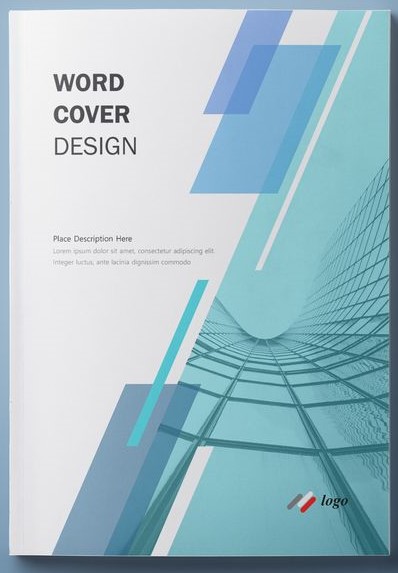 WORD
COVER
DESIGN
Place Description Here
Lorem ipsum dolor sit amet, consectetur adipiscing elit.
Integer luctus, ante lacinia dignissim commodo
logo